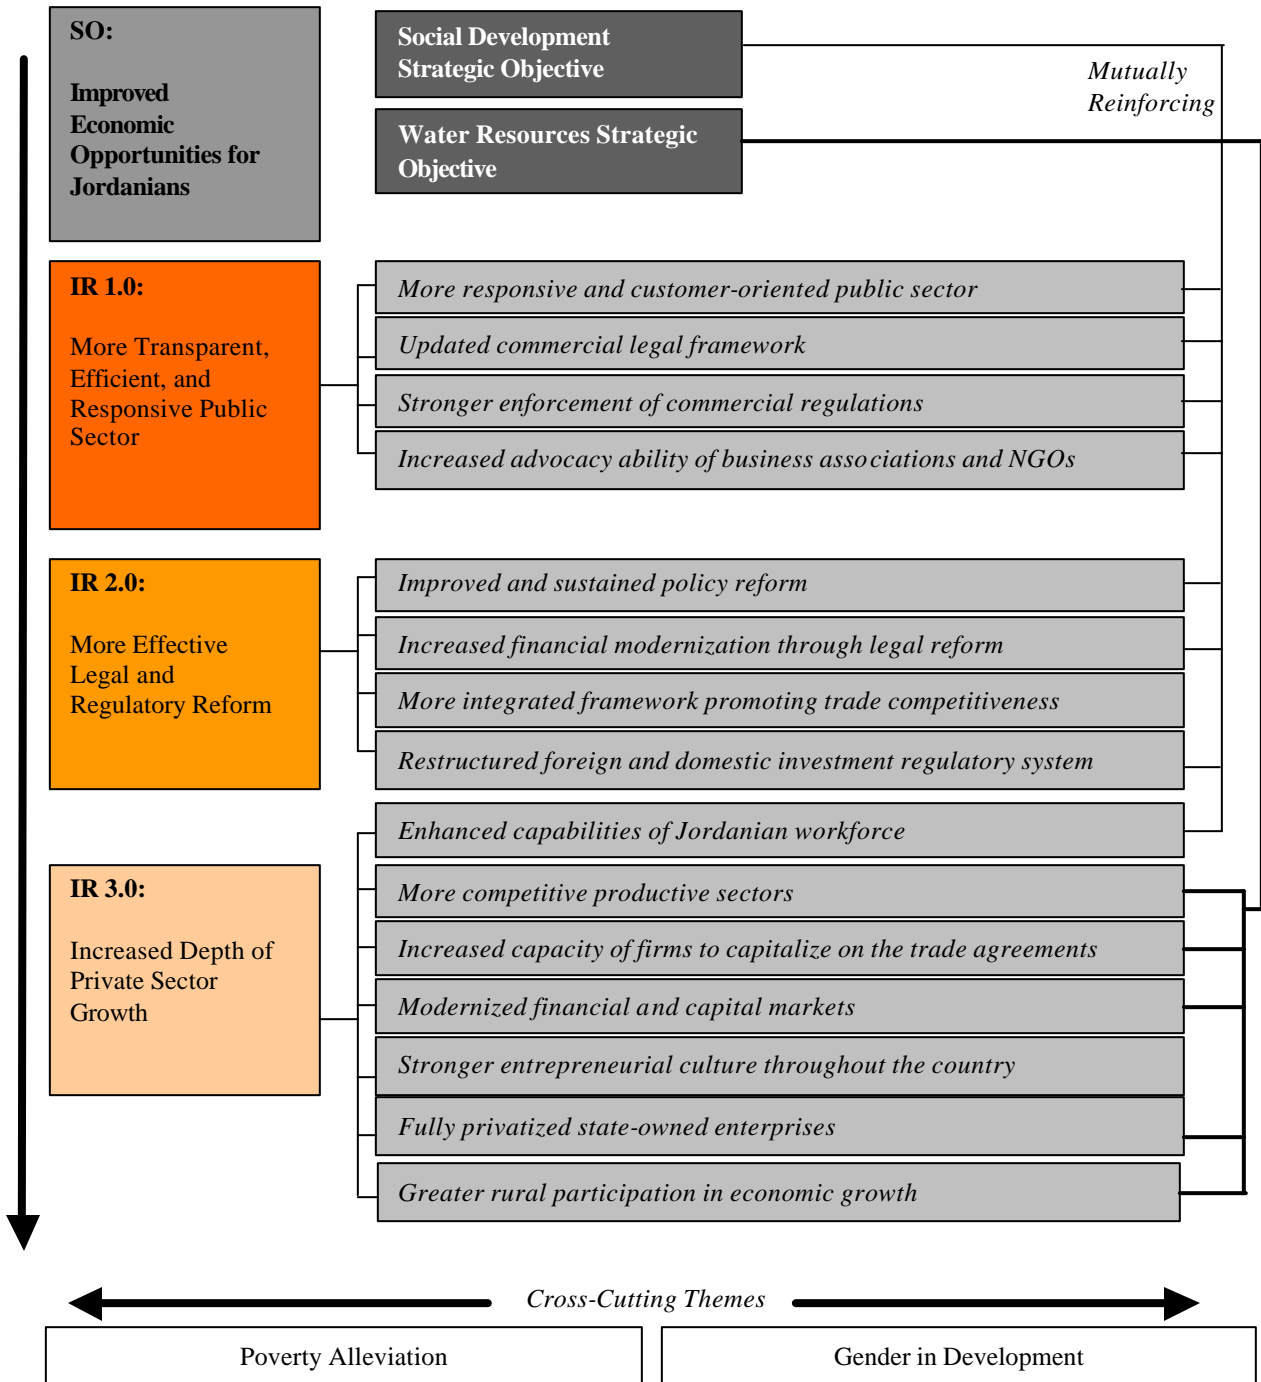 SO:
Improved
Economic
Opportunities for
Jordanians
Social Development
Strategic Objective
Mutually
Reinforcing
Water Resources Strategic
Objective
IR 1.0:
More Transparent,
Efficient, and
Responsive Public
Sector
More responsive and customer-oriented public sector
Updated commercial legal framework
Stronger enforcement of commercial regulations
Increased advocacy ability of business associations and NGOs
IR 2.0:
More Effective
Legal and
Regulatory Reform
Improved and sustained policy reform
Increased financial modernization through legal reform
More integrated framework promoting trade competitiveness
Restructured foreign and domestic investment regulatory system
IR 3.0:
Increased Depth of
Private Sector
Growth
Enhanced capabilities of Jordanian workforce
More competitive productive sectors
Increased capacity of firms to capitalize on the trade agreements
Modernized financial and capital markets
Stronger entrepreneurial culture throughout the country
Fully privatized state-owned enterprises
Greater rural participation in economic growth
Cross-Cutting Themes
Poverty Alleviation
Gender in Development